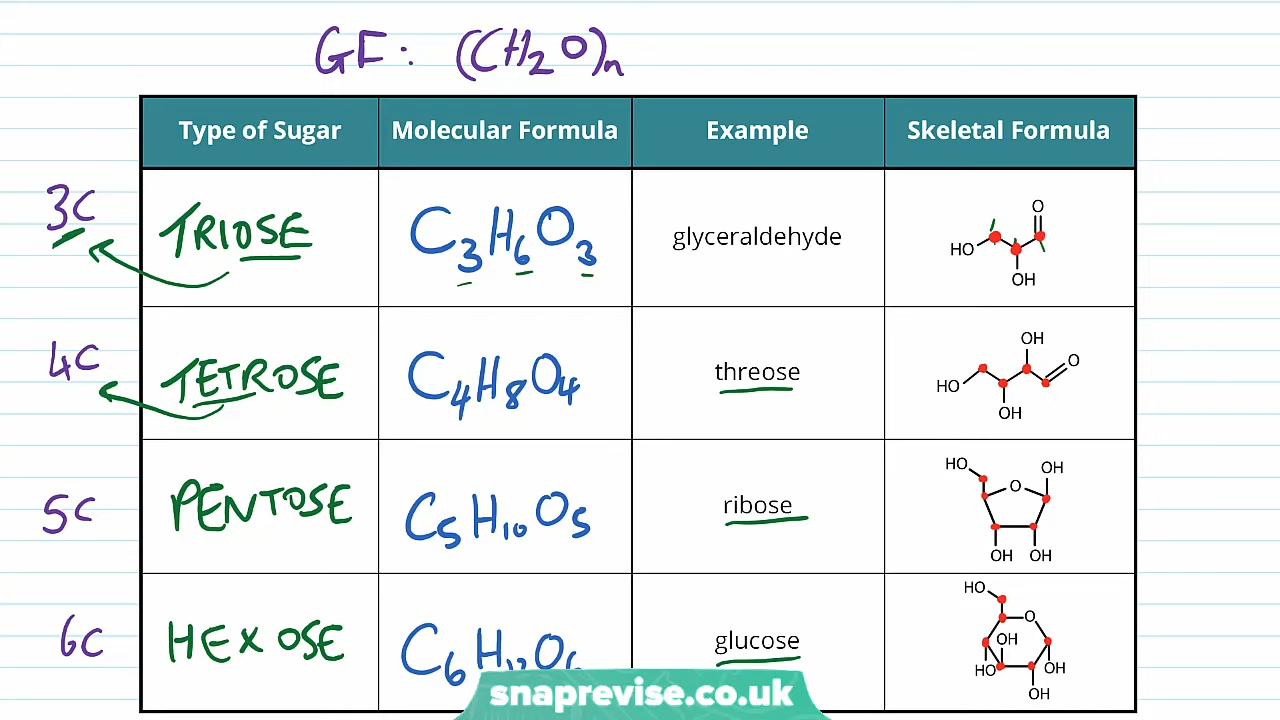 GF: (CH2O)n
Type of Sugar Molecular Formula Example Skeletal Formula
3C TRIOSE C3H6O3 glyceraldehyde
O
HO
OH
4C TETROSE C4H8O4 threose
OH
O
HO
OH
5C PENTOSE C5H10O5 ribose
HO OH
O
OH OH
6C HEXOSE C6H12O6 glucose
HO
O
OH
HO OH
OH
snaprevise.co.uk